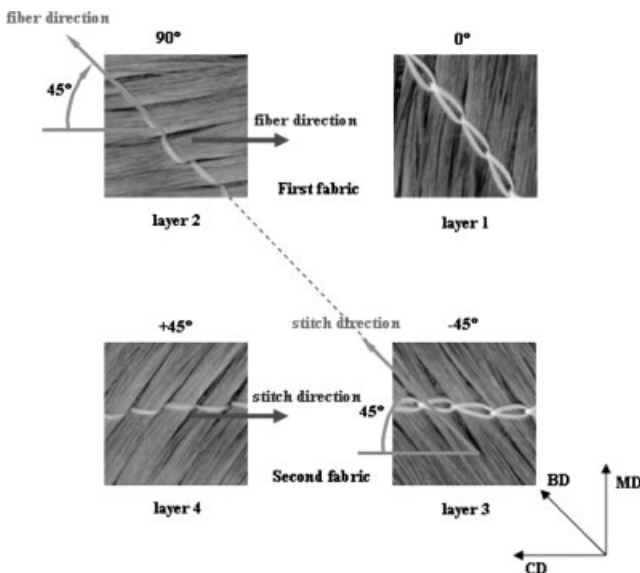 fiber direction
90°
0°
45°
fiber direction
First fabric
layer 2
layer 1
+45°
stitch direction
-45°
stitch direction
45°
Second fabric
layer 4
layer 3
BD
MD
CD